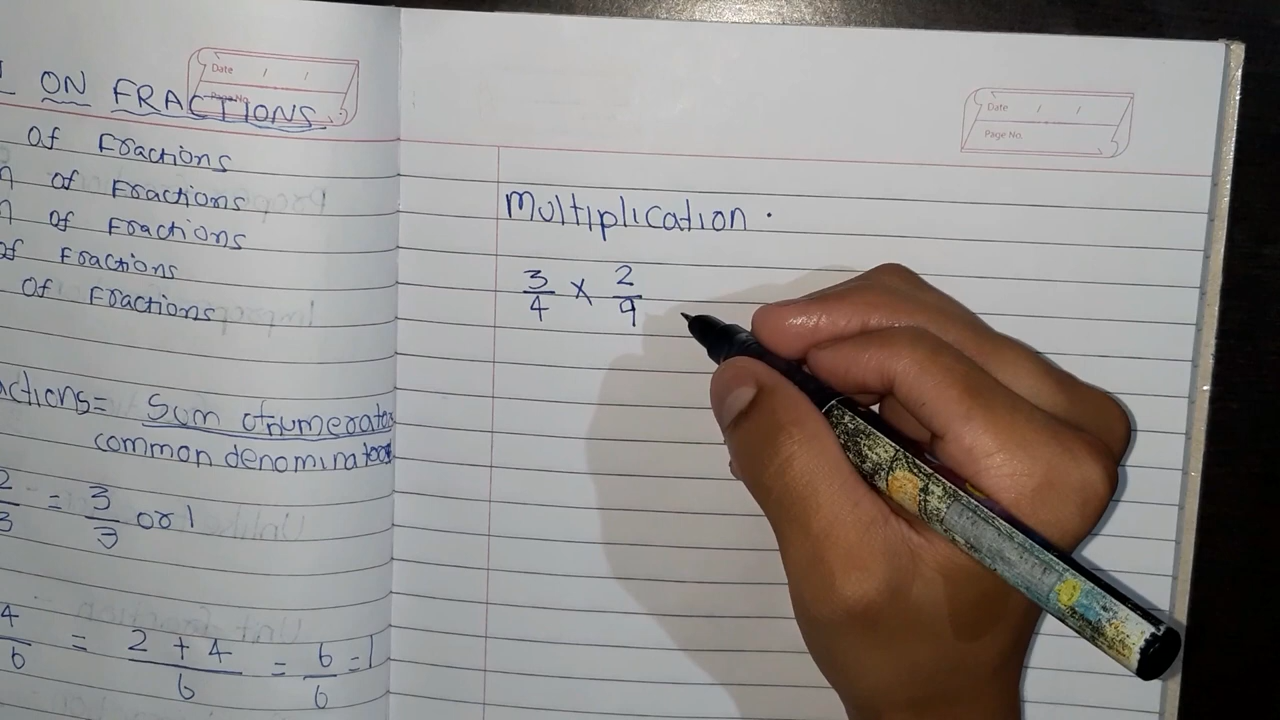 ON FRACTIONS.
Of Fractions
of Fractions
Of Fractions
of Fractions
Of Fractions
= Sum of numerator
common denominator
2/3 = 3/3 or 1
4/6 = 2 + 4/6 = 6/6 = 1
Date / /
Page No.
Date / /
Page No.
Multiplication .
3/4 × 2/9